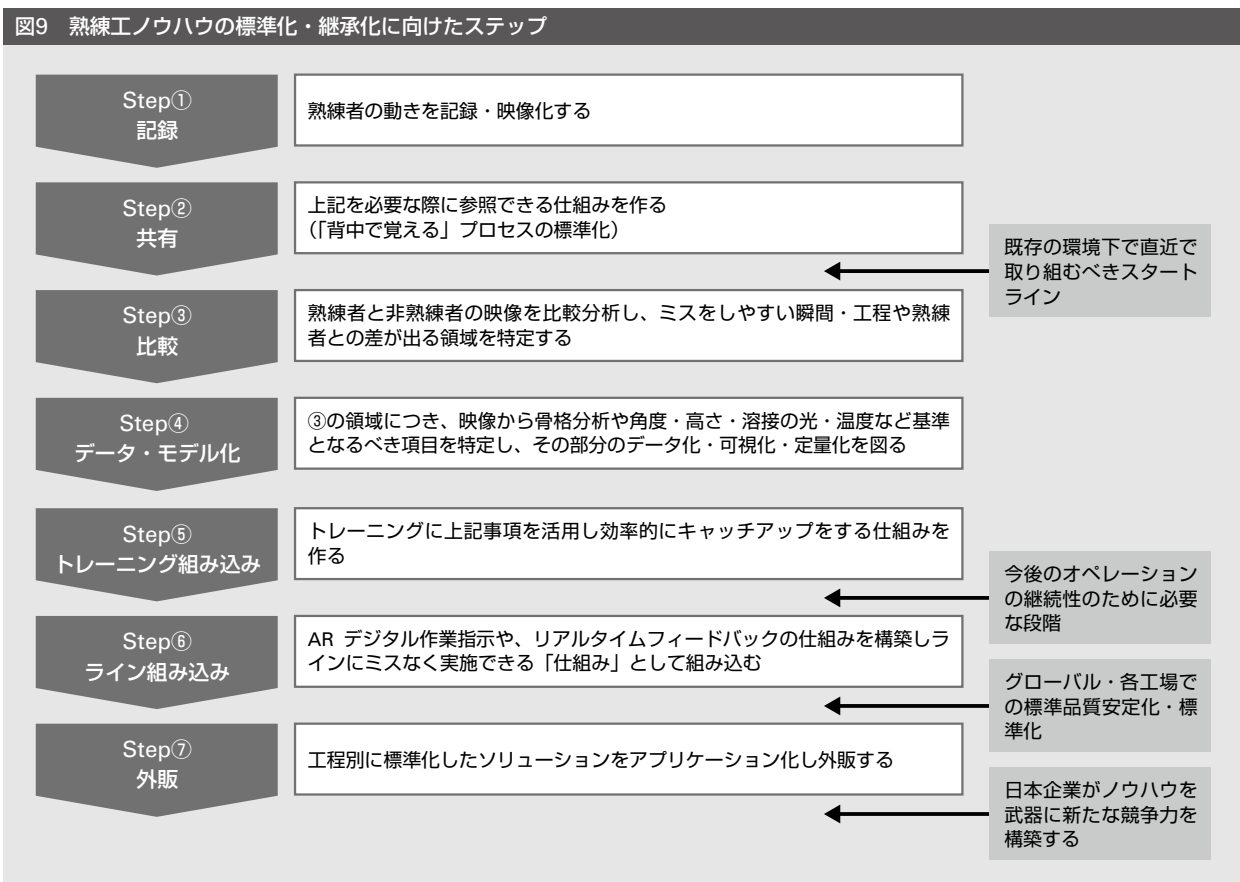 図9 熟練工ノウハウの標準化・継承化に向けたステップ
Step①
記録
熟練者の動きを記録・映像化する
Step②
共有
上記を必要な際に参照できる仕組みを作る
(「背中で覚える」プロセスの標準化)
既存の環境下で直近で
取り組むべきスタート
ライン
Step③
比較
熟練者と非熟練者の映像を比較分析し、ミスをしやすい瞬間・工程や熟練
者との差が出る領域を特定する
Step④
データ・モデル化
③の領域につき、映像から骨格分析や角度・高さ・溶接の光・温度など基準
となるべき項目を特定し、その部分のデータ化・可視化・定量化を図る
Step⑤
トレーニング組み込み
トレーニングに上記事項を活用し効率的にキャッチアップをする仕組みを
作る
今後のオペレーション
の継続性のために必要
な段階
Step⑥
ライン組み込み
AR デジタル作業指示や、リアルタイムフィードバックの仕組みを構築しラ
インにミスなく実施できる「仕組み」として組み込む
グローバル・各工場で
の標準品質安定化・標
準化
Step⑦
外販
工程別に標準化したソリューションをアプリケーション化し外販する
日本企業がノウハウを
武器に新たな競争力を
構築する